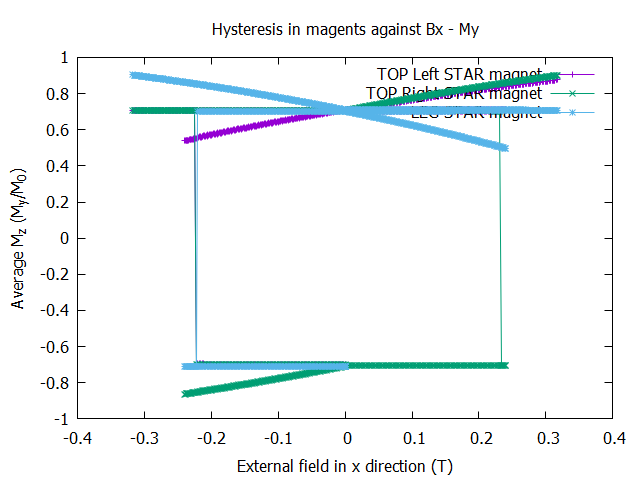 Hysteresis in magents against Bx - My
1
0.8
0.6
0.4
0.2
0
-0.2
-0.4
-0.6
-0.8
-1
-0.4 -0.3 -0.2 -0.1 0 0.1 0.2 0.3 0.4
Average Mz (My/M0)
External field in x direction (T)
TOP Left STAR magnet
TOP Right STAR magnet
LEG STAR magnet